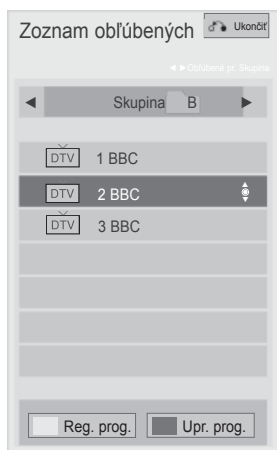 Zoznam obľúbených Ukončiť
◄ ►Obľúbené pr. Skupina
◄ Skupina B ►
DTV 1 BBC
DTV 2 BBC
DTV 3 BBC
Reg. prog. Upr. prog.